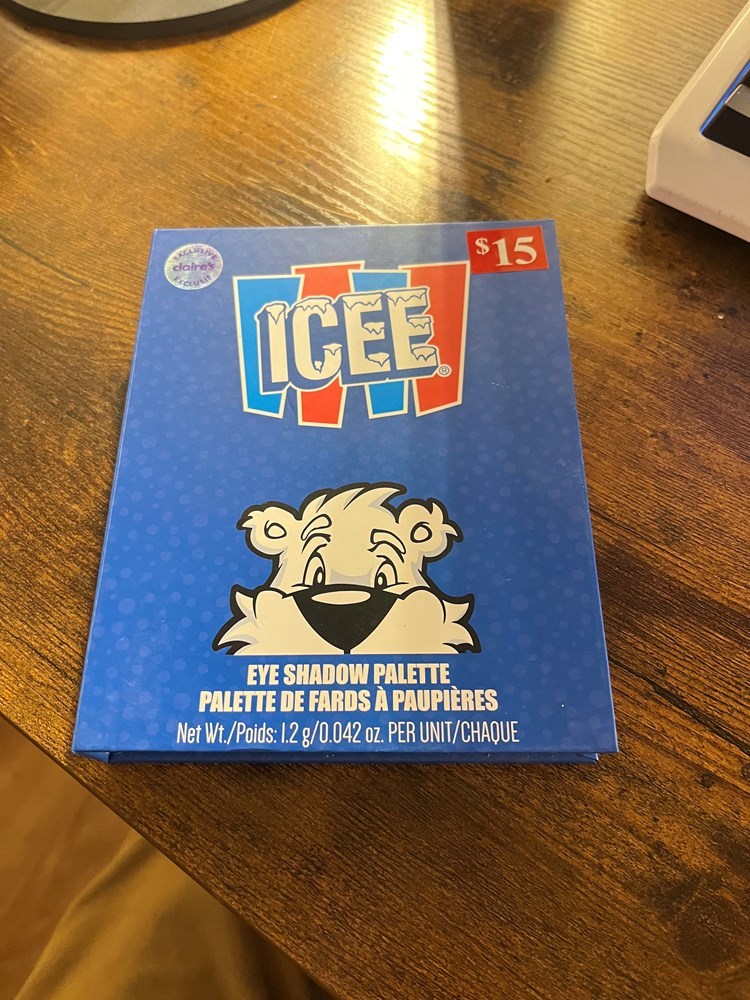 EXCLUSIVE
claire's
EXCLUSIF
$15
ICEE®
EYE SHADOW PALETTE
PALETTE DE FARDS À PAUPIÈRES
Net Wt./Poids: 1.2 g/0.042 oz. PER UNIT/CHAQUE